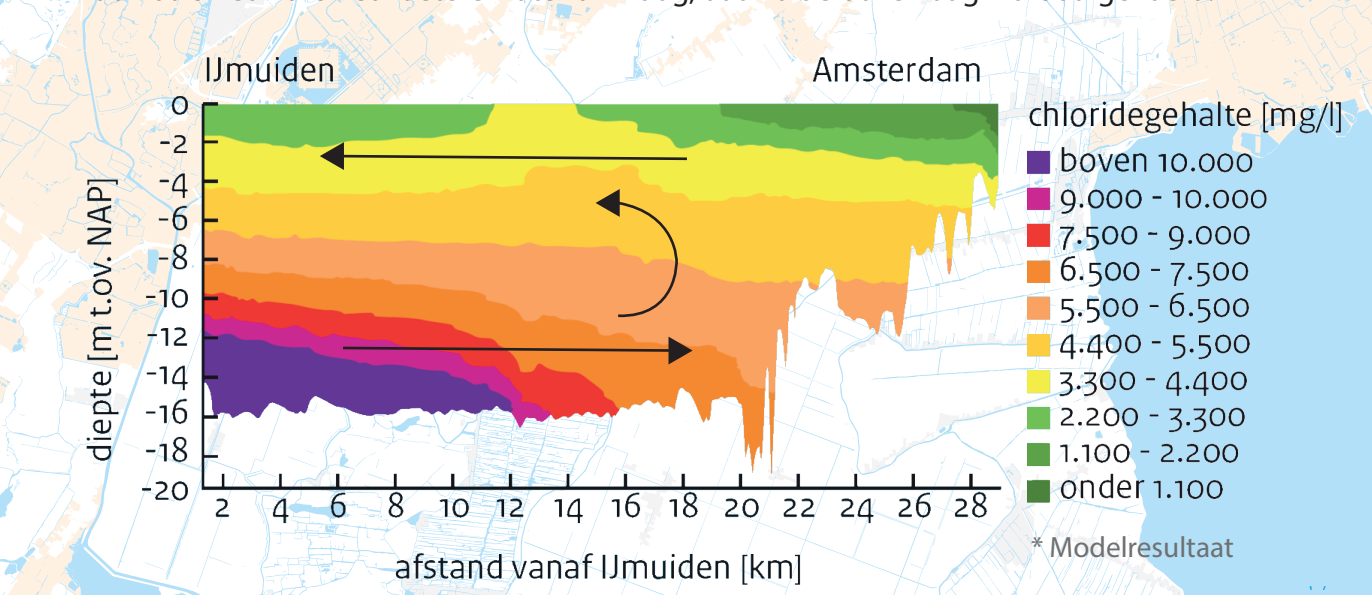 IJmuiden
Amsterdam
0
-2
-4
-6
-8
-10
-12
-14
-16
-18
-20
diepte [m t.ov. NAP]
2 4 6 8 10 12 14 16 18 20 22 24 26 28
afstand vanaf IJmuiden [km]
chloridegehalte [mg/l]
boven 10.000
9.000 - 10.000
7.500 - 9.000
6.500 - 7.500
5.500 - 6.500
4.400 - 5.500
3.300 - 4.400
2.200 - 3.300
1.100 - 2.200
onder 1.100
* Modelresultaat